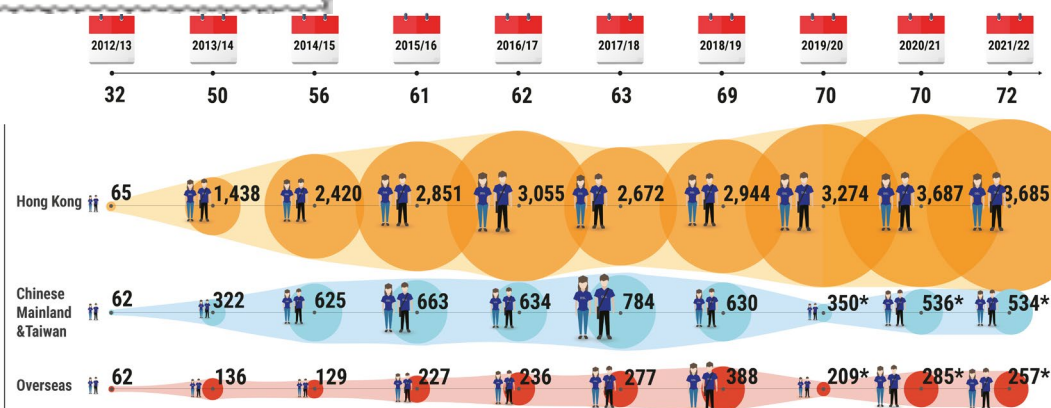 2012/13 2013/14 2014/15 2015/16 2016/17 2017/18 2018/19 2019/20 2020/21 2021/22
32 50 56 61 62 63 69 70 70 72
Hong Kong 65 1,438 2,420 2,851 3,055 2,672 2,944 3,274 3,687 3,685
Chinese
Mainland
&Taiwan
62 322 625 663 634 784 630 350* 536* 534*
Overseas 62 136 129 227 236 277 388 209* 285* 257*